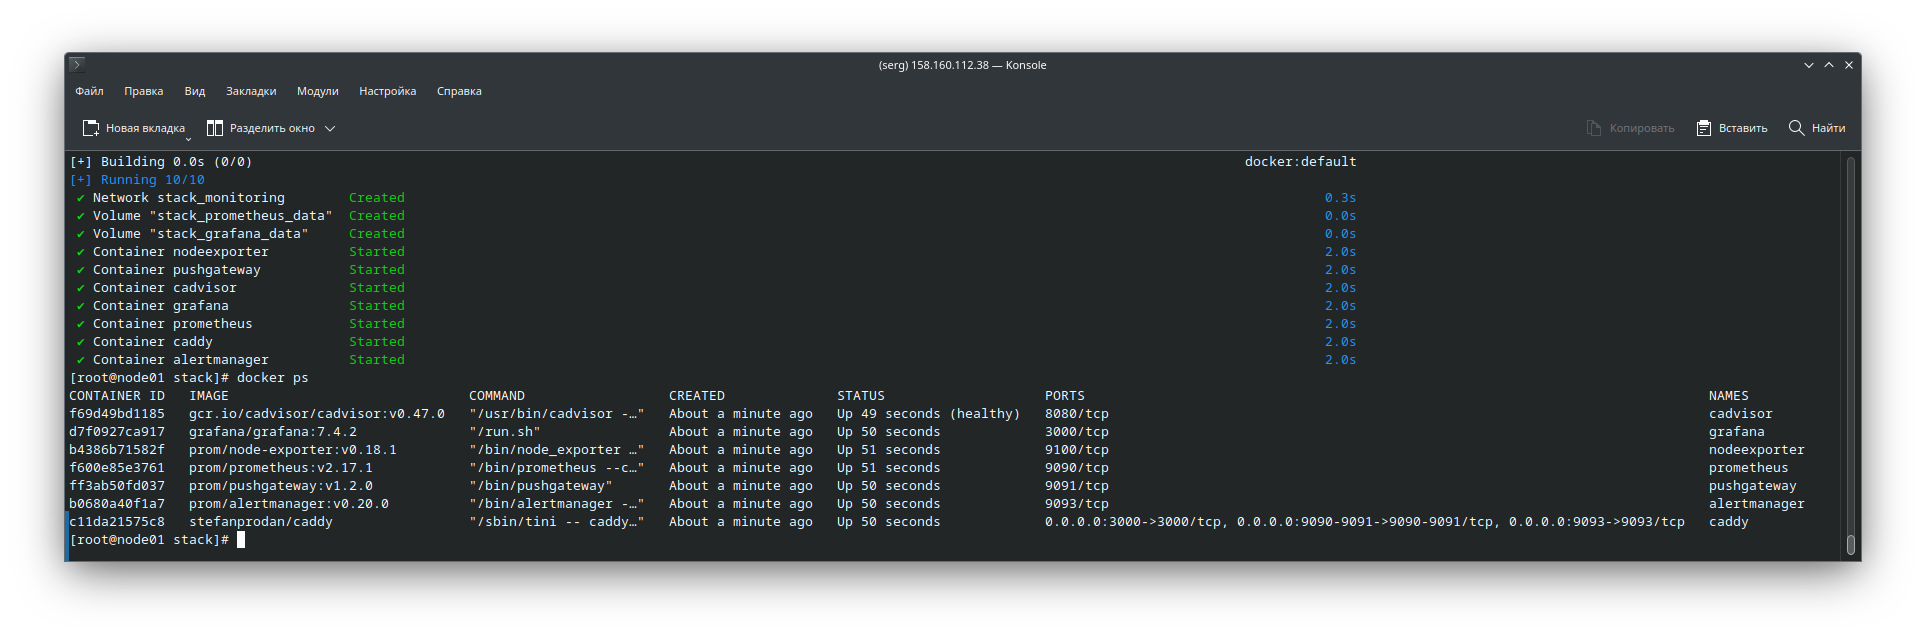 (serg) 158.160.112.38 — Konsole
Файл Правка Вид Закладки Модули Настройка Справка
Новая вкладка Разделить окно Копировать Вставить Найти
[+] Building 0.0s (0/0) docker:default
[+] Running 10/10
✔ Network stack_monitoring Created 0.3s
✔ Volume "stack_prometheus_data" Created 0.0s
✔ Volume "stack_grafana_data" Created 0.0s
✔ Container nodeexporter Started 2.0s
✔ Container pushgateway Started 2.0s
✔ Container cadvisor Started 2.0s
✔ Container grafana Started 2.0s
✔ Container prometheus Started 2.0s
✔ Container caddy Started 2.0s
✔ Container alertmanager Started 2.0s
[root@node01 stack]# docker ps
CONTAINER ID IMAGE COMMAND CREATED STATUS PORTS NAMES
f69d49bd1185 gcr.io/cadvisor/cadvisor:v0.47.0 "/usr/bin/cadvisor -…" About a minute ago Up 49 seconds (healthy) 8080/tcp cadvisor
d7f0927ca917 grafana/grafana:7.4.2 "/run.sh" About a minute ago Up 50 seconds 3000/tcp grafana
b4386b71582f prom/node-exporter:v0.18.1 "/bin/node_exporter …" About a minute ago Up 51 seconds 9100/tcp nodeexporter
f600e85e3761 prom/prometheus:v2.17.1 "/bin/prometheus --c…" About a minute ago Up 51 seconds 9090/tcp prometheus
ff3ab50fd037 prom/pushgateway:v1.2.0 "/bin/pushgateway" About a minute ago Up 50 seconds 9091/tcp pushgateway
b0680a40f1a7 prom/alertmanager:v0.20.0 "/bin/alertmanager -…" About a minute ago Up 50 seconds 9093/tcp alertmanager
c11da21575c8 stefanprodan/caddy "/sbin/tini -- caddy…" About a minute ago Up 50 seconds 0.0.0.0:3000->3000/tcp, 0.0.0.0:9090-9091->9090-9091/tcp, 0.0.0.0:9093->9093/tcp caddy
[root@node01 stack]#